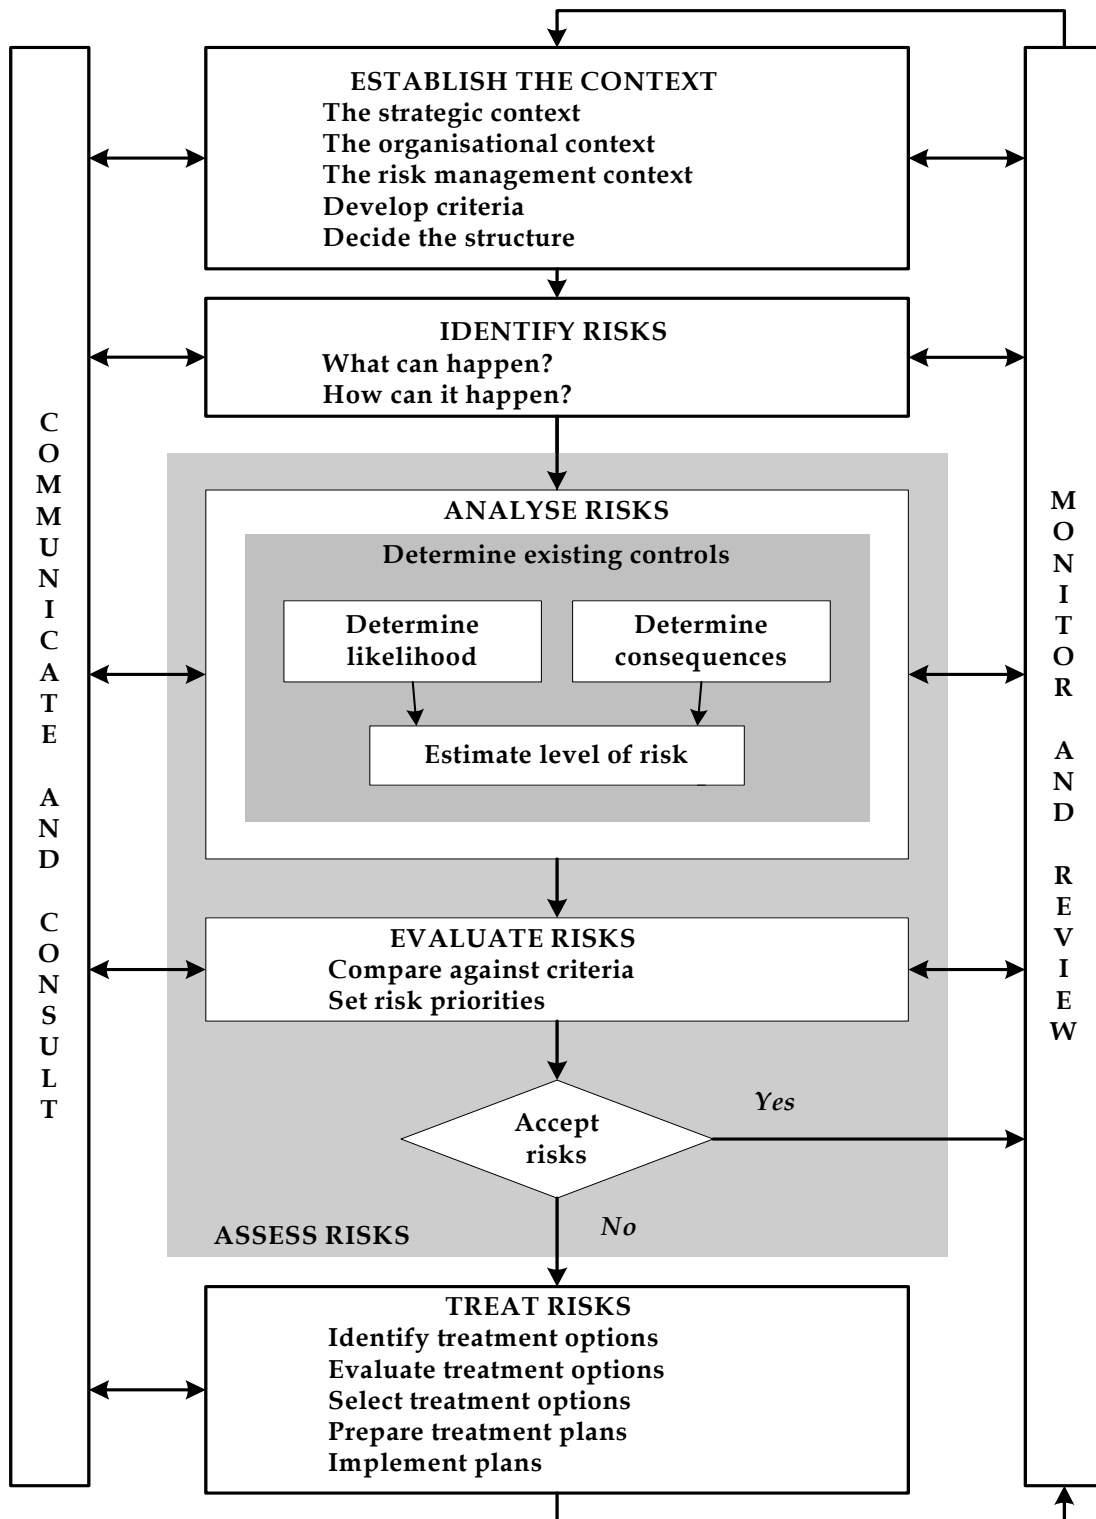 ESTABLISH THE CONTEXT
The strategic context
The organisational context
The risk management context
Develop criteria
Decide the structure
IDENTIFY RISKS
What can happen?
How can it happen?
COMMUNICATE AND CONSULT
ANALYSE RISKS
Determine existing controls
Determine
likelihood
Determine
consequences
Estimate level of risk
MONITOR AND REVIEW
EVALUATE RISKS
Compare against criteria
Set risk priorities
Accept
risks
Yes
No
ASSESS RISKS
TREAT RISKS
Identify treatment options
Evaluate treatment options
Select treatment options
Prepare treatment plans
Implement plans